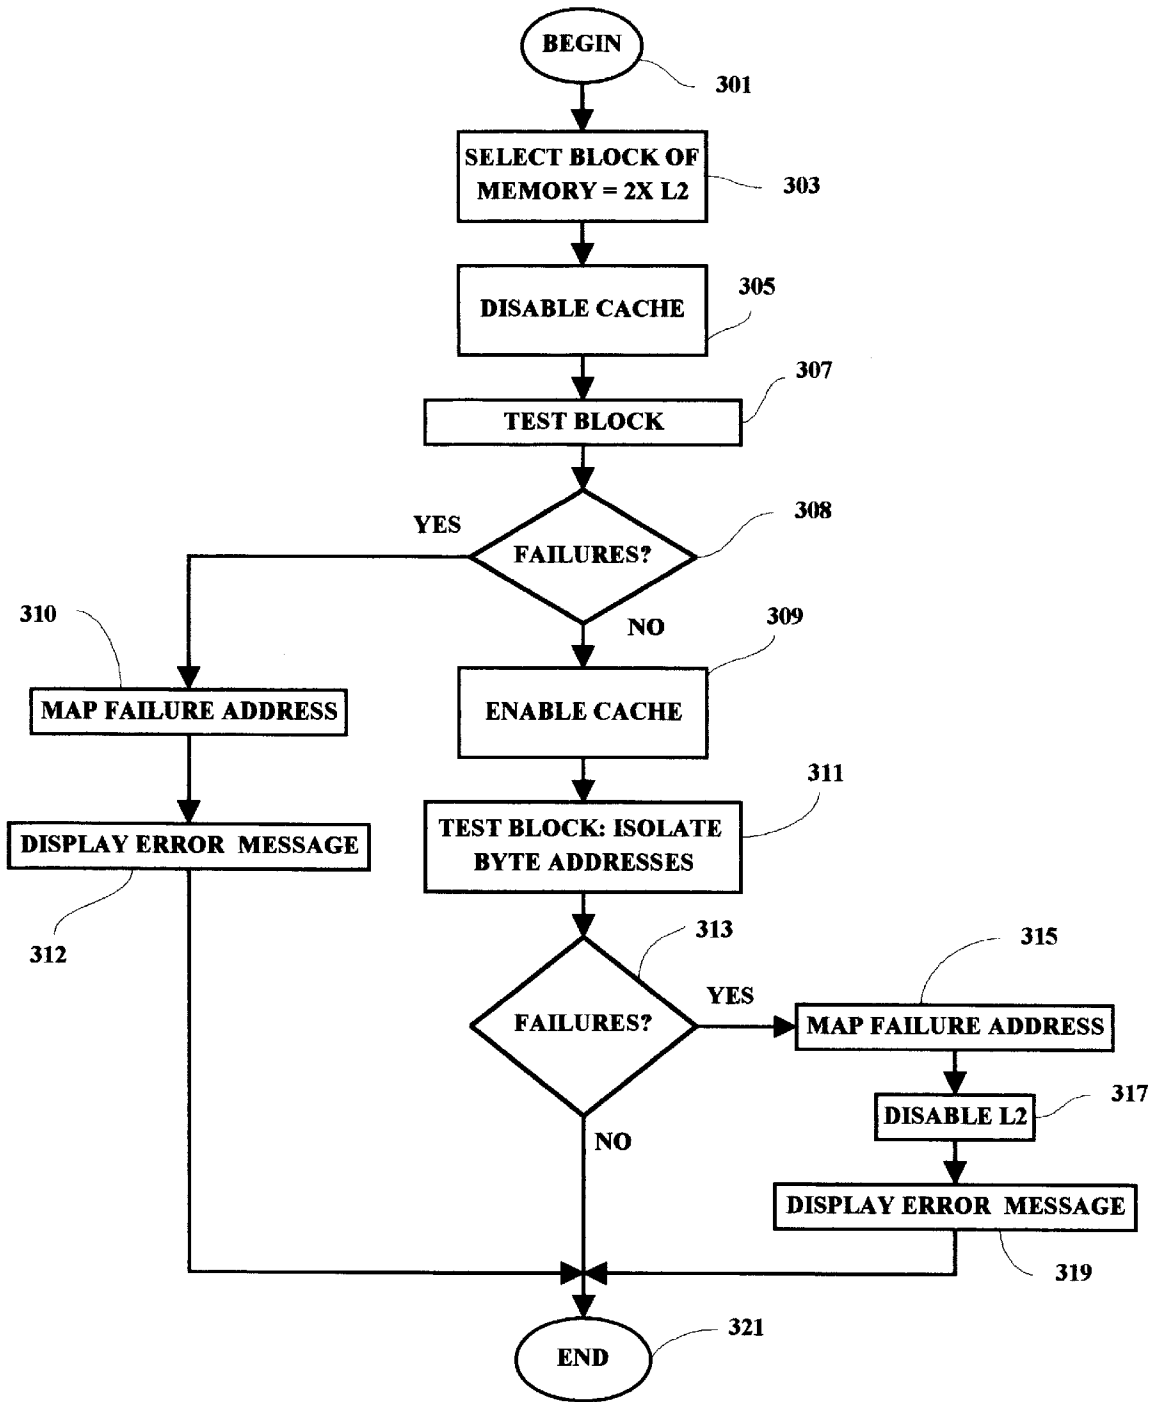 BEGIN
301
SELECT BLOCK OF
MEMORY = 2X L2
303
DISABLE CACHE
305
307
TEST BLOCK
308
YES
FAILURES?
NO
310
309
MAP FAILURE ADDRESS
ENABLE CACHE
311
DISPLAY ERROR MESSAGE
312
TEST BLOCK: ISOLATE
BYTE ADDRESSES
313
315
FAILURES?
YES
MAP FAILURE ADDRESS
317
DISABLE L2
NO
DISPLAY ERROR MESSAGE
319
321
END